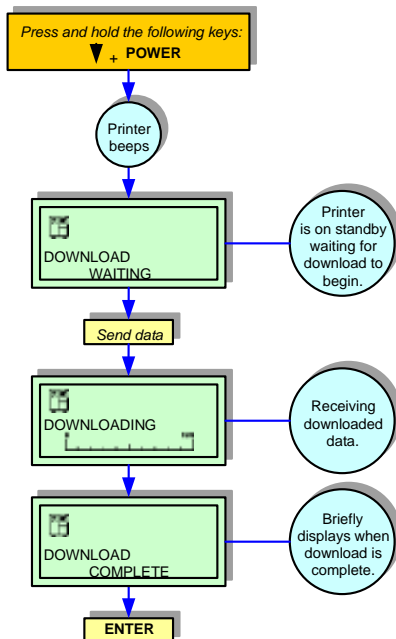 Press and hold the following keys:
▼ + POWER
Printer
beeps
DOWNLOAD
WAITING
Printer
is on standby
waiting for
download to
begin.
Send data
DOWNLOADING
Receiving
downloaded
data.
DOWNLOAD
COMPLETE
Briefly
displays when
download is
complete.
ENTER